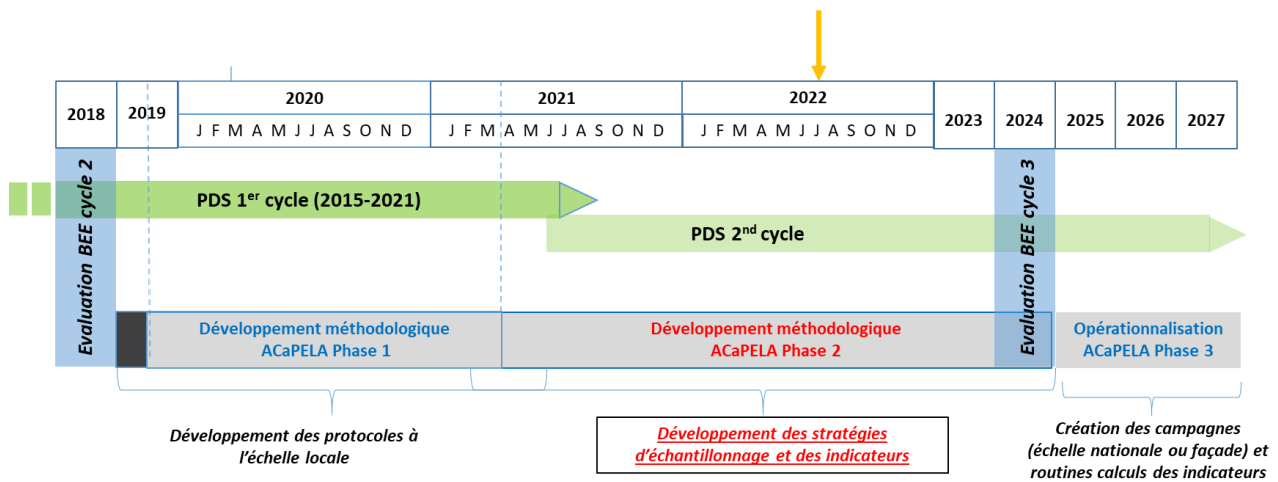 2018
2019
2020
J F M A M J J A S O N D
2021
J F M A M J J A S O N D
2022
J F M A M J J A S O N D
2023
2024
2025
2026
2027
Evaluation BEE cycle 2
PDS 1er cycle (2015-2021)
PDS 2nd cycle
Evaluation BEE cycle 3
Développement méthodologique
ACaPELA Phase 1
Développement méthodologique
ACaPELA Phase 2
Opérationnalisation
ACaPELA Phase 3
Développement des protocoles à
l'échelle locale
Développement des stratégies
d'échantillonnage et des indicateurs
Création des campagnes
(échelle nationale ou façade) et
routines calculs des indicateurs